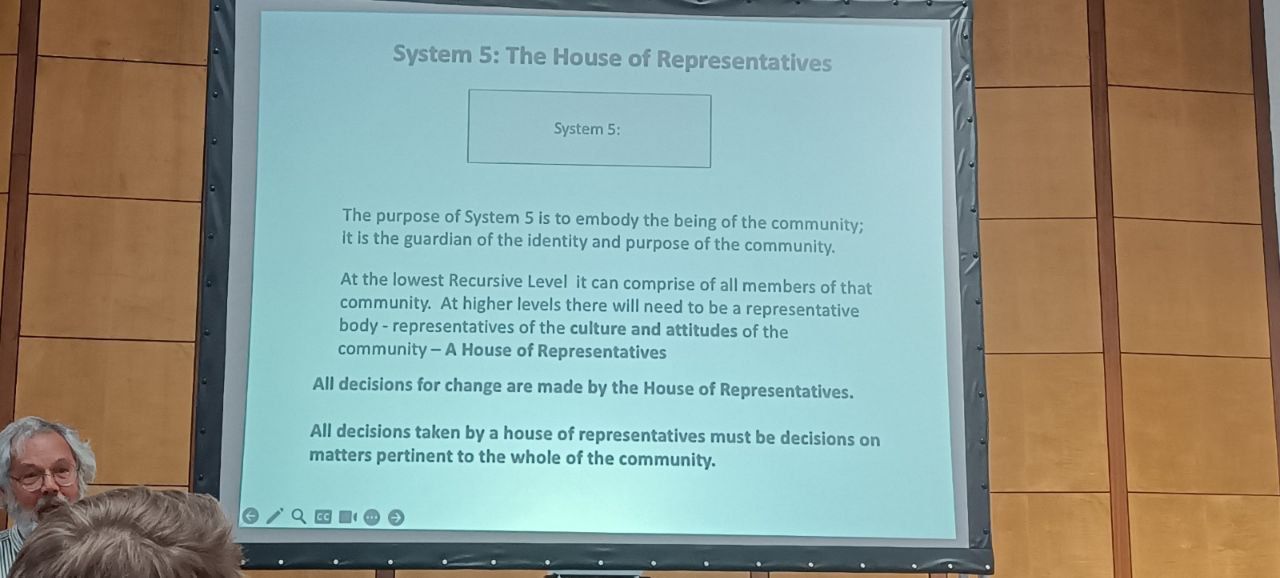 System 5: The House of Representatives
System 5:
The purpose of System 5 is to embody the being of the community;
it is the guardian of the identity and purpose of the community.
At the lowest Recursive Level it can comprise of all members of that
community. At higher levels there will need to be a representative
body - representatives of the culture and attitudes of the
community – A House of Representatives
All decisions for change are made by the House of Representatives.
All decisions taken by a house of representatives must be decisions on
matters pertinent to the whole of the community.
CC